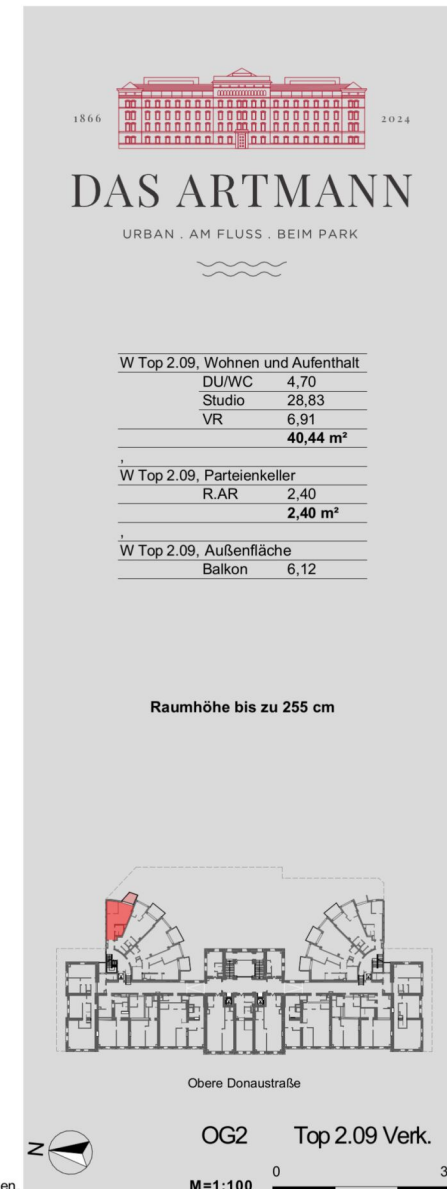 1866 2024
DAS ARTMANN
URBAN . AM FLUSS . BEIM PARK
W Top 2.09, Wohnen und Aufenthalt
DU/WC 4,70
Studio 28,83
VR 6,91
40,44 m²
,
W Top 2.09, Parteienkeller
R.AR 2,40
2,40 m²
,
W Top 2.09, Außenfläche
Balkon 6,12
Raumhöhe bis zu 255 cm
Obere Donaustraße
N
OG2 Top 2.09 Verk.
0 3
M=1:100
en